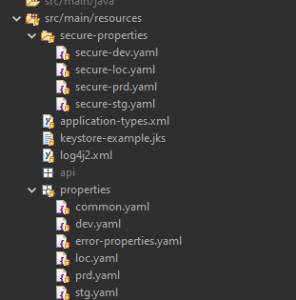 src/main/java
src/main/resources
secure-properties
secure-dev.yaml
secure-loc.yaml
secure-prd.yaml
secure-stg.yaml
application-types.xml
keystore-example.jks
log4j2.xml
api
properties
common.yaml
dev.yaml
error-properties.yaml
loc.yaml
prd.yaml
stg.yaml